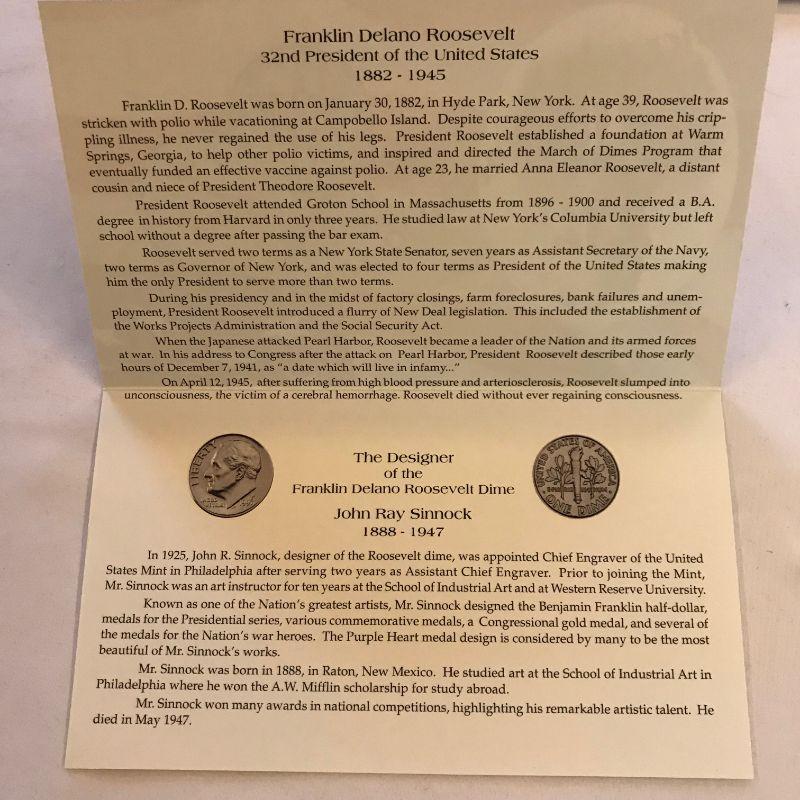 Franklin Delano Roosevelt
32nd President of the United States
1882 - 1945
Franklin D. Roosevelt was born on January 30, 1882, in Hyde Park, New York. At age 39, Roosevelt was
stricken with polio while vacationing at Campobello Island. Despite courageous efforts to overcome his crip-
pling illness, he never regained the use of his legs. President Roosevelt established a foundation at Warm
Springs, Georgia, to help other polio victims, and inspired and directed the March of Dimes Program that
eventually funded an effective vaccine against polio. At age 23, he married Anna Eleanor Roosevelt, a distant
cousin and niece of President Theodore Roosevelt.
President Roosevelt attended Groton School in Massachusetts from 1896 - 1900 and received a B.A.
degree in history from Harvard in only three years. He studied law at New York's Columbia University but left
school without a degree after passing the bar exam.
Roosevelt served two terms as a New York State Senator, seven years as Assistant Secretary of the Navy,
two terms as Governor of New York, and was elected to four terms as President of the United States making
him the only President to serve more than two terms.
During his presidency and in the midst of factory closings, farm foreclosures, bank failures and unem-
ployment, President Roosevelt introduced a flurry of New Deal legislation. This included the establishment of
the Works Projects Administration and the Social Security Act.
When the Japanese attacked Pearl Harbor, Roosevelt became a leader of the Nation and its armed forces
at war. In his address to Congress after the attack on Pearl Harbor, President Roosevelt described those early
hours of December 7, 1941, as "a date which will live in infamy..."
On April 12, 1945, after suffering from high blood pressure and arteriosclerosis, Roosevelt slumped into
unconsciousness, the victim of a cerebral hemorrhage. Roosevelt died without ever regaining consciousness.
LIBERTY
UNITED STATES OF AMERICA
ONE DIME
The Designer
of the
Franklin Delano Roosevelt Dime
John Ray Sinnock
1888 - 1947
In 1925, John R. Sinnock, designer of the Roosevelt dime, was appointed Chief Engraver of the United
States Mint in Philadelphia after serving two years as Assistant Chief Engraver. Prior to joining the Mint,
Mr. Sinnock was an art instructor for ten years at the School of Industrial Art and at Western Reserve University.
Known as one of the Nation's greatest artists, Mr. Sinnock designed the Benjamin Franklin half-dollar,
medals for the Presidential series, various commemorative medals, a Congressional gold medal, and several of
the medals for the Nation's war heroes. The Purple Heart medal design is considered by many to be the most
beautiful of Mr. Sinnock's works.
Mr. Sinnock was born in 1888, in Raton, New Mexico. He studied art at the School of Industrial Art in
Philadelphia where he won the A.W. Mifflin scholarship for study abroad.
Mr. Sinnock won many awards in national competitions, highlighting his remarkable artistic talent. He
died in May 1947.